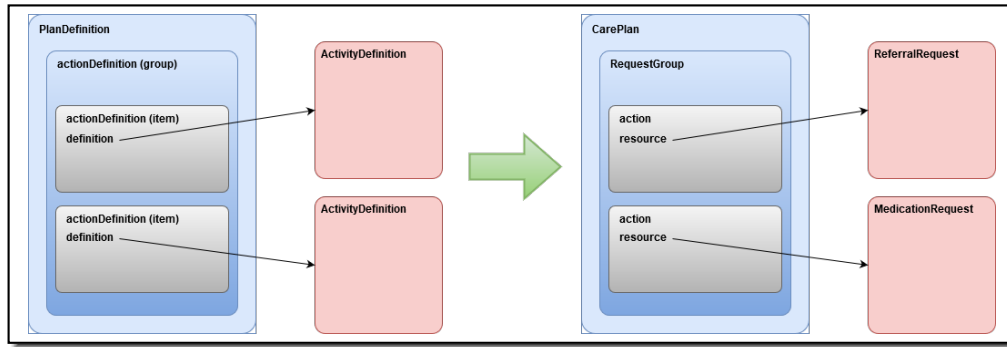 PlanDefinition
actionDefinition (group)
actionDefinition (item)
definition
actionDefinition (item)
definition
ActivityDefinition
ActivityDefinition
CarePlan
RequestGroup
action
resource
action
resource
ReferralRequest
MedicationRequest